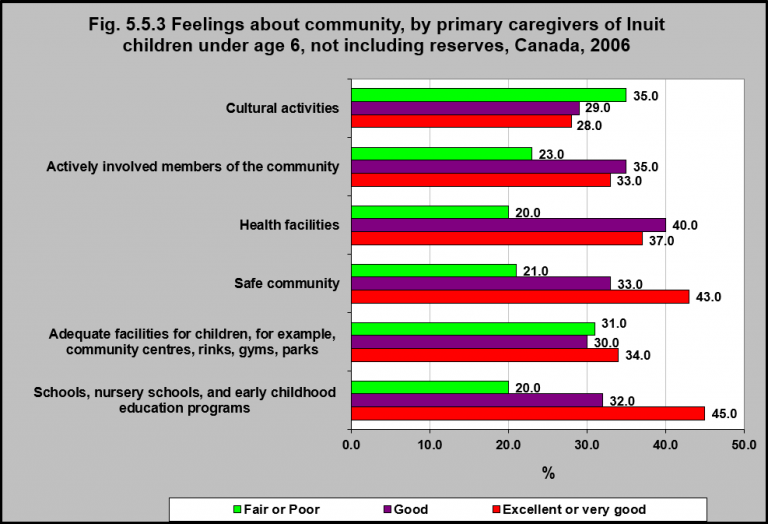 Fig. 5.5.3 Feelings about community, by primary caregivers of Inuit
children under age 6, not including reserves, Canada, 2006
Cultural activities
35.0
29.0
28.0
Actively involved members of the community
23.0
35.0
33.0
Health facilities
20.0
40.0
37.0
Safe community
21.0
33.0
43.0
Adequate facilities for children, for example,
community centres, rinks, gyms, parks
31.0
30.0
34.0
Schools, nursery schools, and early childhood
education programs
20.0
32.0
45.0
0.0 10.0 20.0 30.0 40.0 50.0
%
Fair or Poor Good Excellent or very good